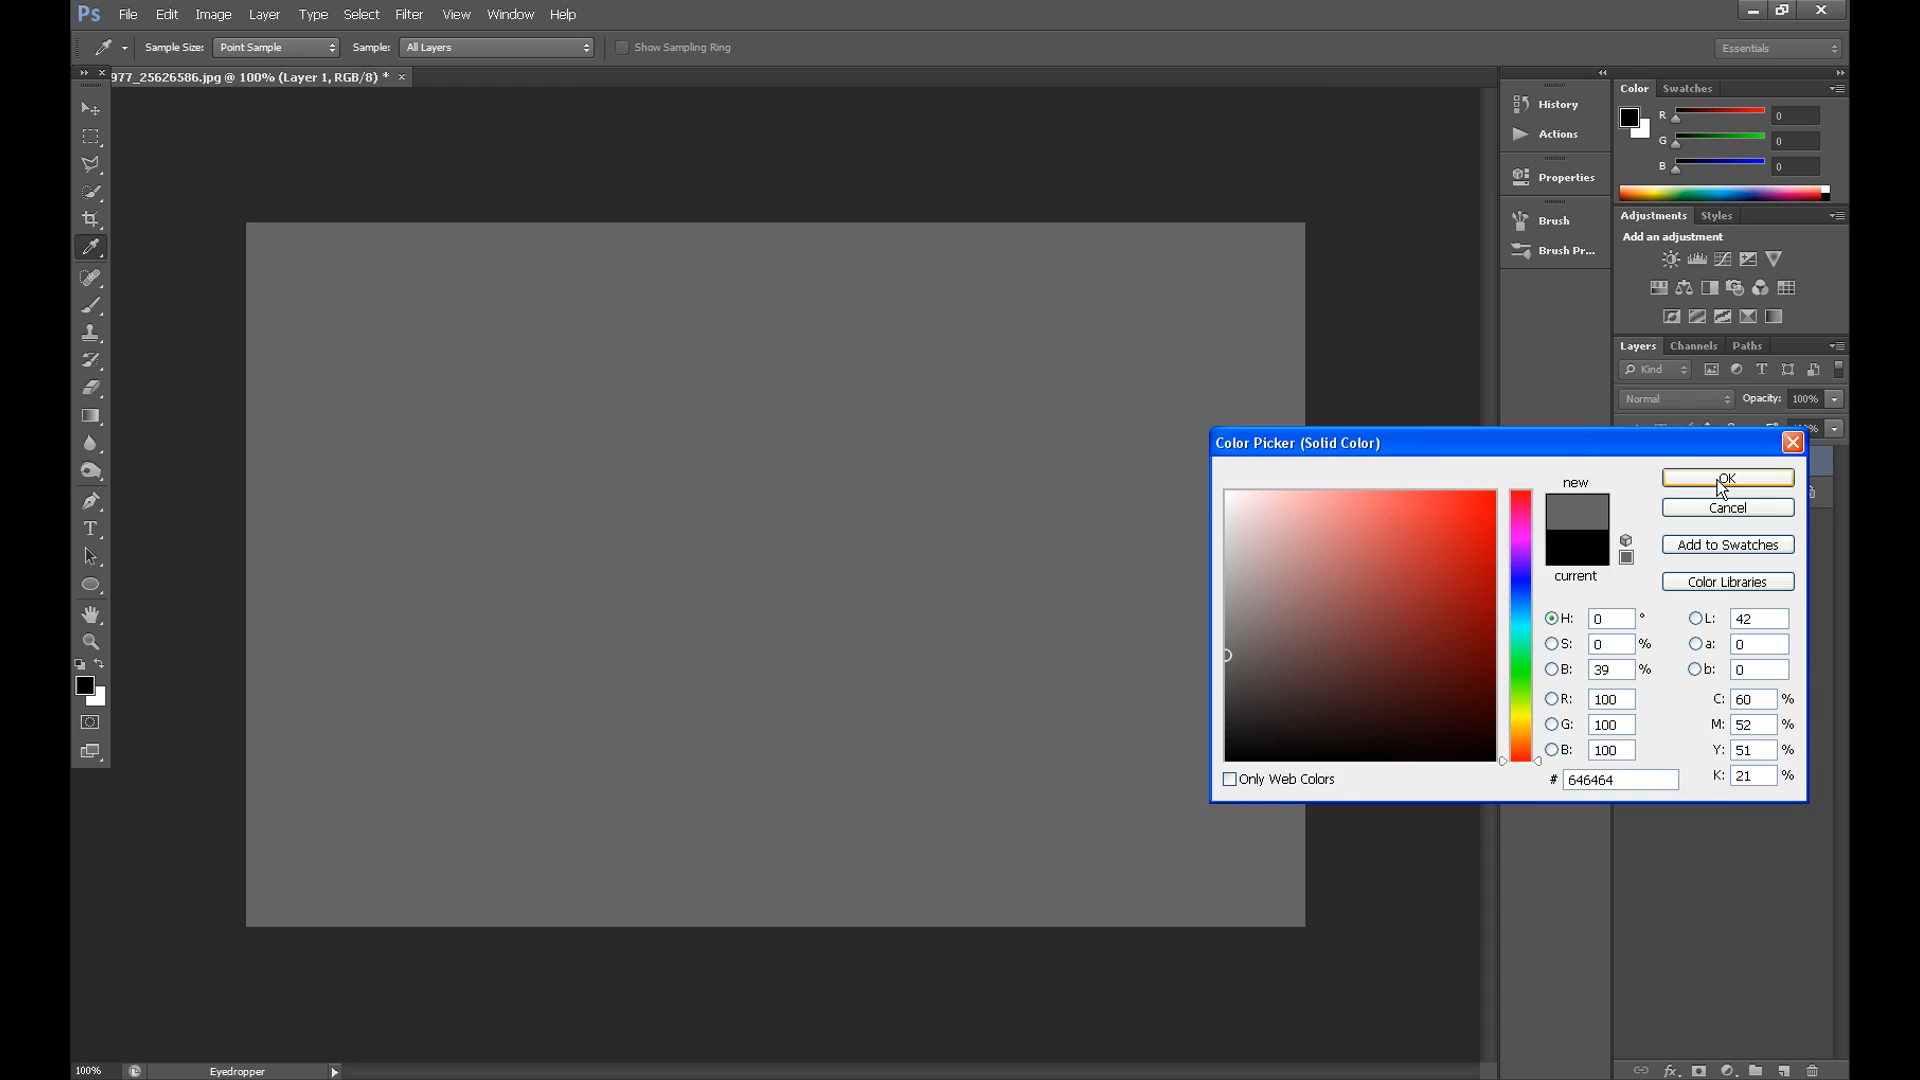 Ps File Edit Image Layer Type Select Filter View Window Help
Sample Size: Point Sample Sample: All Layers Show Sampling Ring Essentials
977_25626586.jpg @ 100% (Layer 1, RGB/8) * ×
History
Actions
Properties
Brush
Brush Pr...
Color Swatches
R 0
G 0
B 0
Adjustments Styles
Add an adjustment
Layers Channels Paths
Kind
Normal Opacity: 100%
Color Picker (Solid Color)
new
current
OK
Cancel
Add to Swatches
Color Libraries
H: 0 °
S: 0 %
B: 39 %
R: 100
G: 100
B: 100
# 646464
L: 42
a: 0
b: 0
C: 60 %
M: 52 %
Y: 51 %
K: 21 %
Only Web Colors
100% Eyedropper